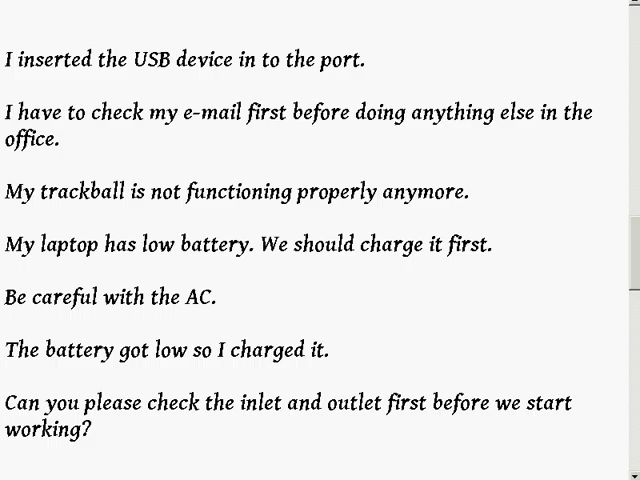 I inserted the USB device in to the port.
I have to check my e-mail first before doing anything else in the
office.
My trackball is not functioning properly anymore.
My laptop has low battery. We should charge it first.
Be careful with the AC.
The battery got low so I charged it.
Can you please check the inlet and outlet first before we start
working?